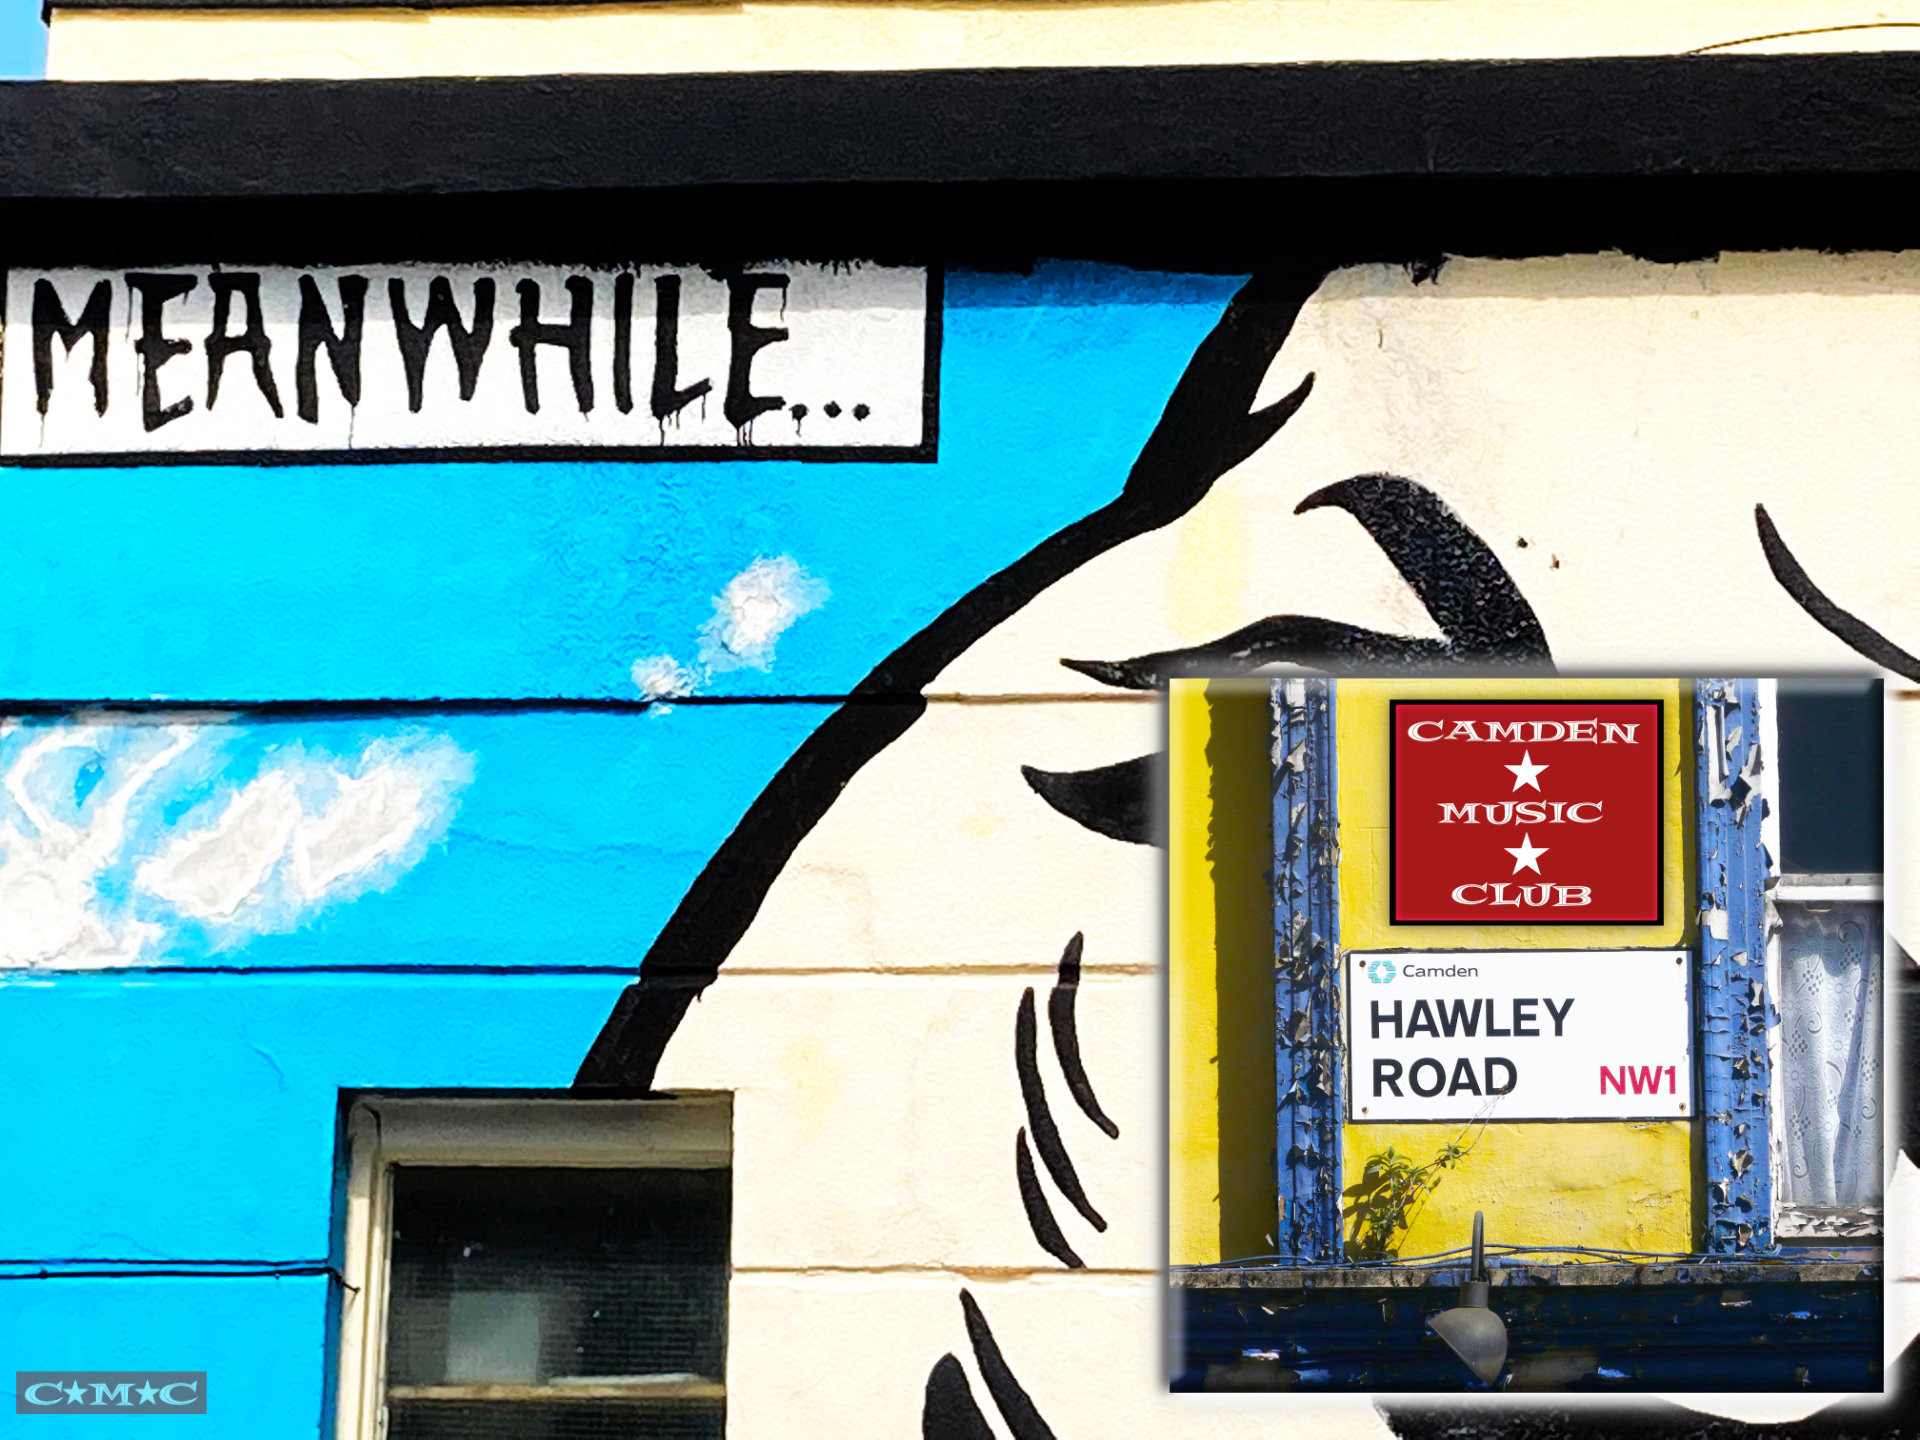 MEANWHILE...
CAMDEN
★
MUSIC
★
CLUB
Camden
HAWLEY
ROAD NW1
C★M★C